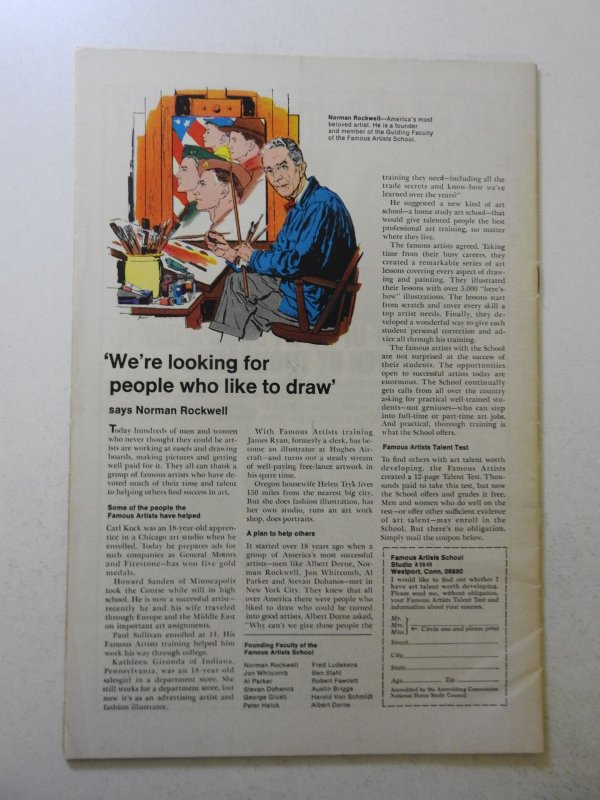 Norman Rockwell—America's most
beloved artist. He is a founder
and member of the Guiding Faculty
of the Famous Artists School.
'We're looking for
people who like to draw'
says Norman Rockwell
Today hundreds of men and women
who never thought they could be art-
ists are working at easels and drawing
boards, making pictures and getting
well paid for it. They all can thank a
group of famous artists who have de-
voted much of their time and talent
to helping others find success in art.
Some of the people the
Famous Artists have helped
Carl Kock was an 18-year-old appren-
tice in a Chicago art studio when he
enrolled. Today he prepares ads for
such companies as General Motors
and Firestone—has won five gold
medals.
Howard Sanden of Minneapolis
took the Course while still in high
school. He is now a successful artist—
recently he and his wife traveled
through Europe and the Middle East
on important art assignments.
Paul Sullivan enrolled at 14. His
Famous Artists training helped him
work his way through college.
Kathleen Gironda of Indiana,
Pennsylvania, was an 18-year-old
salesgirl in a department store. She
still works for a department store, but
now it's as an advertising artist and
fashion illustrator.
With Famous Artists training
James Ryan, formerly a clerk, has be-
come an illustrator at Hughes Air-
craft—and turns out a steady stream
of well-paying free-lance artwork in
his spare time.
Oregon housewife Helen Tryk lives
150 miles from the nearest big city.
But she does fashion illustration, has
her own studio, runs an art work
shop, does portraits.
A plan to help others
It started over 18 years ago when a
group of America's most successful
artists—men like Albert Dorne, Nor-
man Rockwell, Jon Whitcomb, Al
Parker and Stevan Dohanos—met in
New York City. They knew that all
over America there were people who
liked to draw who could be turned
into good artists. Albert Dorne asked,
"Why can't we give these people the
Founding Faculty of the
Famous Artists School
Norman Rockwell
Jon Whitcomb
Al Parker
Stevan Dohanos
George Giusti
Peter Helck
Fred Ludekens
Ben Stahl
Robert Fawcett
Austin Briggs
Harold Von Schmidt
Albert Dorne
training they need—including all the
trade secrets and know-how we've
learned over the years?"
He suggested a new kind of art
school—a home study art school—that
would give talented people the best
professional art training, no matter
where they live.
The famous artists agreed. Taking
time from their busy careers, they
created a remarkable series of art
lessons covering every aspect of draw-
ing and painting. They illustrated
their lessons with over 5,000 "here's-
how" illustrations. The lessons start
from scratch and cover every skill a
top artist needs. Finally, they de-
veloped a wonderful way to give each
student personal correction and ad-
vice all through his training.
The famous artists with the School
are not surprised at the success of
their students. The opportunities
open to successful artists today are
enormous. The School continually
gets calls from all over the country
asking for practical well-trained stu-
dents—not geniuses—who can step
into full-time or part-time art jobs.
And practical, thorough training is
what the School offers.
Famous Artists Talent Test
To find others with art talent worth
developing, the Famous Artists
created a 12-page Talent Test. Thou-
sands paid to take this test, but now
the School offers and grades it free.
Men and women who do well on the
test—or offer other sufficient evidence
of art talent—may enroll in the
School. But there's no obligation.
Simply mail the coupon below.
Famous Artists School
Studio
Westport, Conn. 06880
I would like to find out whether I
have art talent worth developing.
Please send me, without obligation,
your Famous Artists Talent Test and
information about your courses.
Mr.
Mrs.
Miss
Circle one and please print
Street
City
State
Age Zip
Accredited by the Accrediting Commission
National Home Study Council